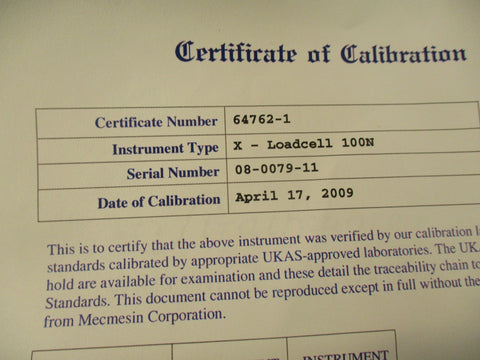 Certificate of Calibration
Certificate Number 64762-1
Instrument Type X - Loadcell 100N
Serial Number 08-0079-11
Date of Calibration April 17, 2009
This is to certify that the above instrument was verified by our calibration
standards calibrated by appropriate UKAS-approved laboratories. The
hold are available for examination and these detail the traceability chain
Standards. This document cannot be reproduced except in full without the
from Mecmesin Corporation.
INSTRUMENT